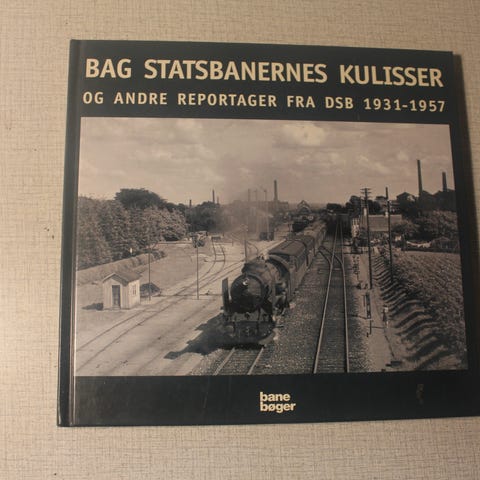 BAG STATSBANERNES KULISSER
OG ANDRE REPORTAGER FRA DSB 1931-1957
bane
bøger